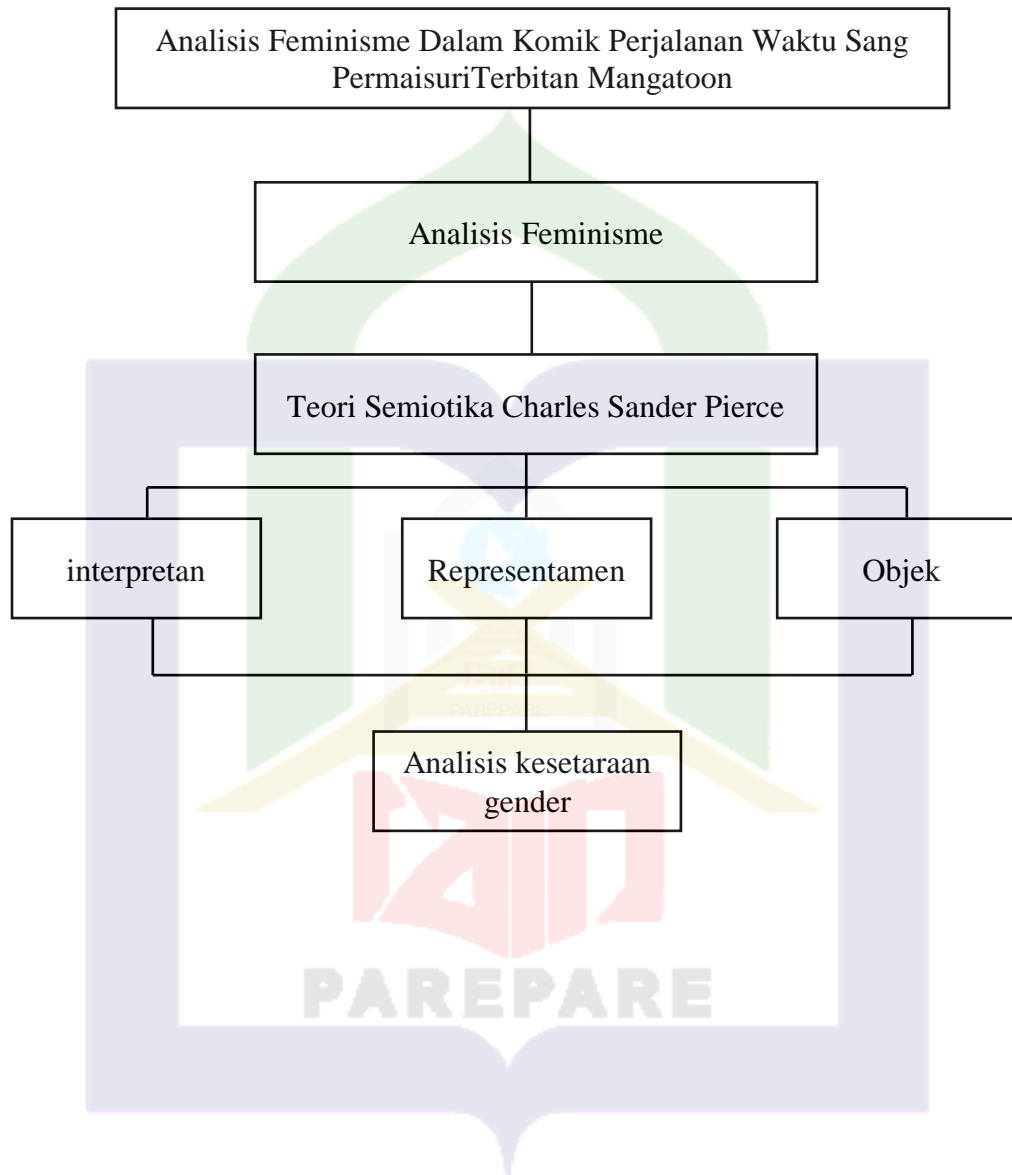 Analisis Feminisme Dalam Komik Perjalanan Waktu Sang
PermaisuriTerbitan Mangatoon
Analisis Feminisme
Teori Semiotika Charles Sander Pierce
interpretan
Representamen
Objek
PAREPARE
Analisis kesetaraan
gender
PAREPARE